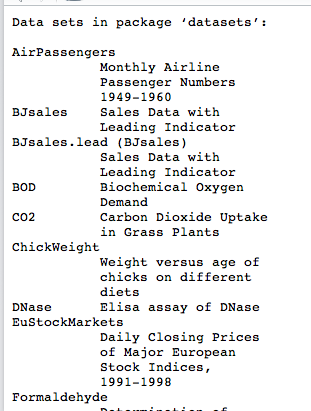 Data sets in package ‘datasets’:
AirPassengers
Monthly Airline
Passenger Numbers
1949-1960
BJsales Sales Data with
Leading Indicator
BJsales.lead (BJsales)
Sales Data with
Leading Indicator
BOD Biochemical Oxygen
Demand
CO2 Carbon Dioxide Uptake
in Grass Plants
ChickWeight
Weight versus age of
chicks on different
diets
DNase Elisa assay of DNase
EuStockMarkets
Daily Closing Prices
of Major European
Stock Indices,
1991-1998
Formaldehyde